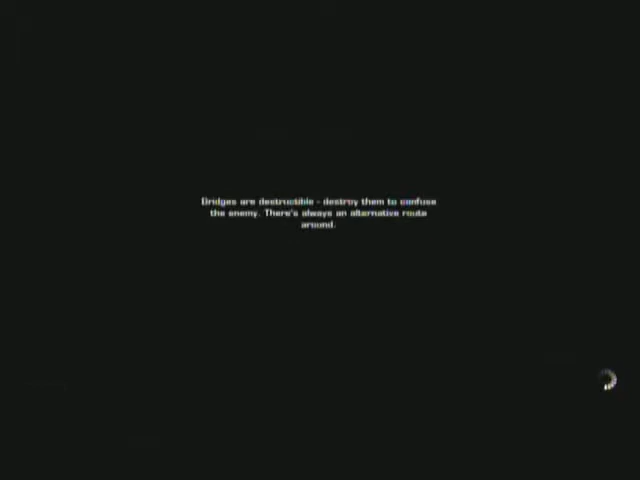 Bridges are destructible - destroy them to confuse
the enemy. There's always an alternative route
around.